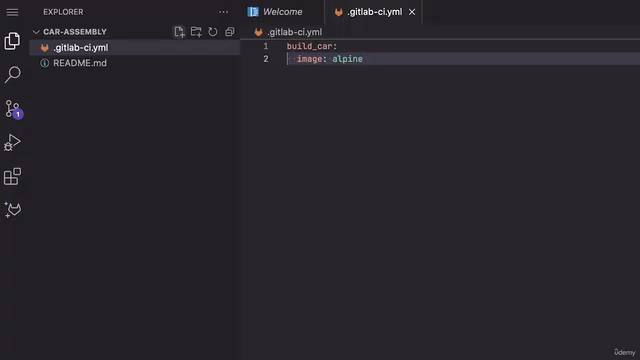 EXPLORER
Welcome
.gitlab-ci.yml
CAR-ASSEMBLY
.gitlab-ci.yml
.gitlab-ci.yml
README.md
1 build_car:
2 image: alpine
1
ûdemy